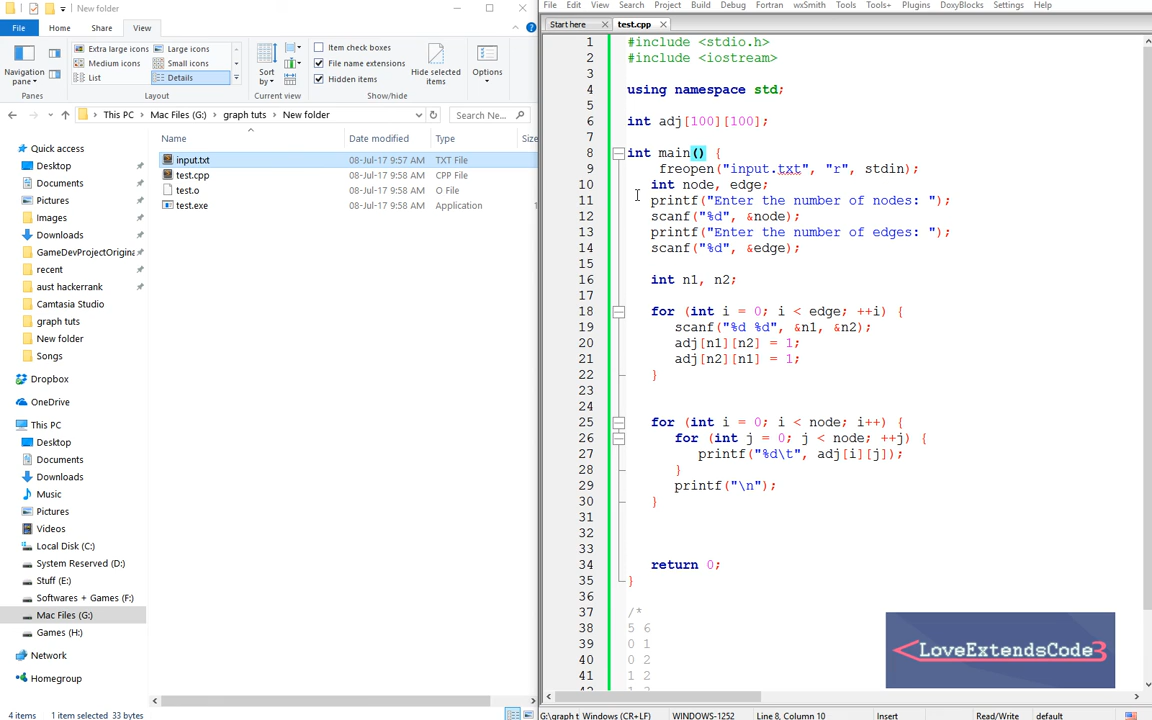 File
Home
Share
View
Navigation pane
Extra large icons
Large icons
Medium icons
Small icons
List
Details
Sort by
Item check boxes
File name extensions
Hidden items
Hide selected items
Options
Panes
Layout
Current view
Show/hide
This PC > Mac Files (G:) > graph tuts > New folder
Search Ne...
Name
Date modified
Type
Size
input.txt 08-Jul-17 9:57 AM TXT File
test.cpp 08-Jul-17 9:58 AM CPP File
test.o 08-Jul-17 9:58 AM O File
test.exe 08-Jul-17 9:58 AM Application
Quick access
Desktop
Documents
Pictures
Images
Downloads
GameDevProjectOrigina
recent
aust hackerrank
Camtasia Studio
graph tuts
New folder
Songs
Dropbox
OneDrive
This PC
Desktop
Documents
Downloads
Music
Pictures
Videos
Local Disk (C:)
System Reserved (D:)
Stuff (E:)
Softwares + Games (F:)
Mac Files (G:)
Games (H:)
Network
Homegroup
4 items 1 item selected 33 bytes
File Edit View Search Project Build Debug Fortran wxSmith Tools Tools+ Plugins DoxyBlocks Settings Help
Start here
test.cpp
1 #include <stdio.h>
2 #include <iostream>
3
4 using namespace std;
5
6 int adj[100][100];
7
8 int main() {
9 freopen("input.txt", "r", stdin);
10 int node, edge;
11 printf("Enter the number of nodes: ");
12 scanf("%d", &node);
13 printf("Enter the number of edges: ");
14 scanf("%d", &edge);
15
16 int n1, n2;
17
18 for (int i = 0; i < edge; ++i) {
19 scanf("%d %d", &n1, &n2);
20 adj[n1][n2] = 1;
21 adj[n2][n1] = 1;
22 }
23
24
25 for (int i = 0; i < node; i++) {
26 for (int j = 0; j < node; ++j) {
27 printf("%d\t", adj[i][j]);
28 }
29 printf("\n");
30 }
31
32
33
34 return 0;
35 }
36
37 /*
38 5 6
39 0 1
40 0 2
41 1 2
<LoveExtendsCode3
G:\graph t Windows (CR+LF) WINDOWS-1252 Line 8, Column 10 Insert Read/Write default